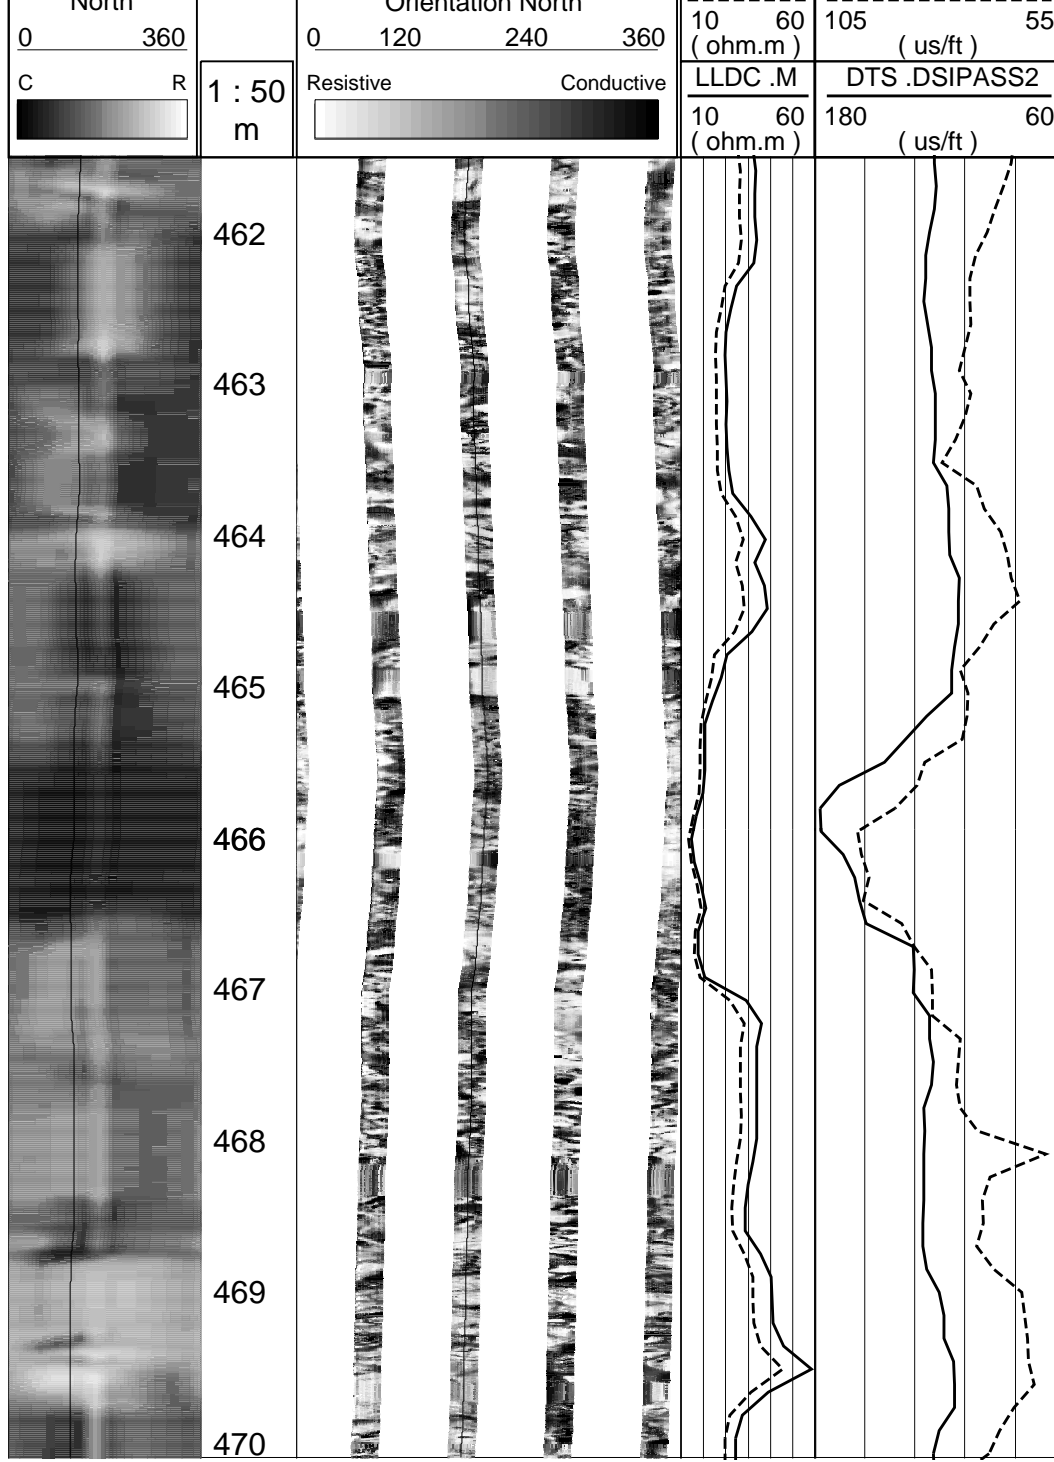 North
0 360
C R
1 : 50
m
Orientation North
0 120 240 360
Resistive Conductive
10 60
( ohm.m )
LLDC .M
10 60
( ohm.m )
105 55
( us/ft )
DTS .DSIPASS2
180 60
( us/ft )
462
463
464
465
466
467
468
469
470